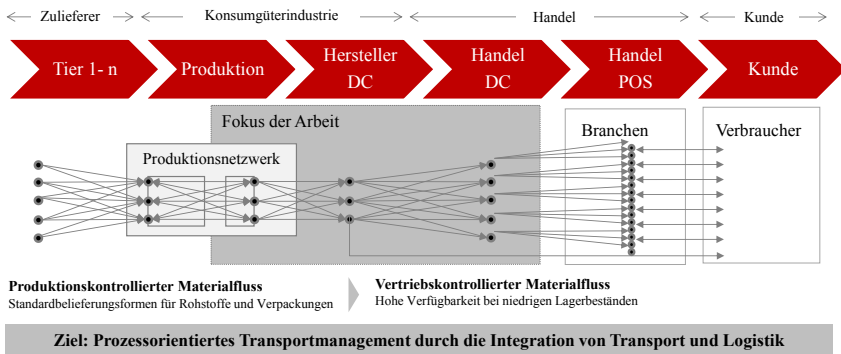 Zulieferer Konsumgüterindustrie Handel Kunde
Tier 1- n
Produktion
Hersteller
DC
Handel
DC
Handel
POS
Kunde
Fokus der Arbeit
Produktionsnetzwerk
Branchen
Verbraucher
Produktionskontrollierter Materialfluss
Standardbelieferungsformen für Rohstoffe und Verpackungen
Vertriebskontrollierter Materialfluss
Hohe Verfügbarkeit bei niedrigen Lagerbeständen
Ziel: Prozessorientiertes Transportmanagement durch die Integration von Transport und Logistik